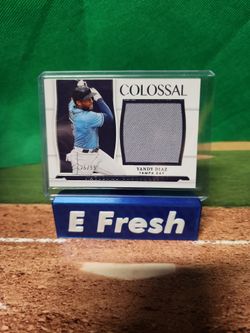 COLOSSAL
YANDY DIAZ
TAMPA BAY
E Fresh